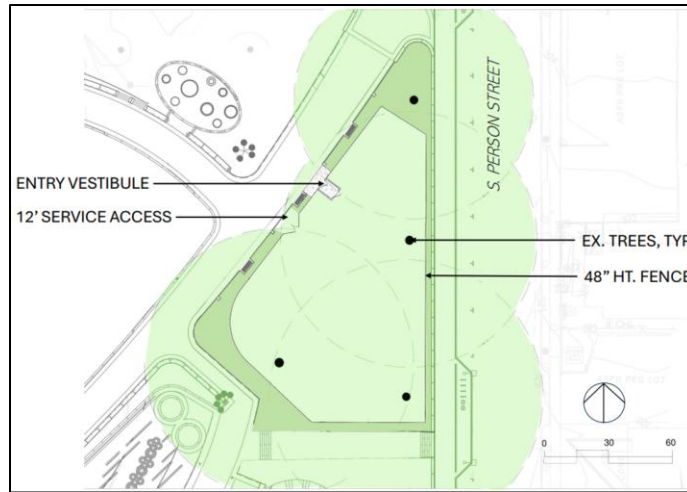 S. PERSON STREET
ENTRY VESTIBULE
12' SERVICE ACCESS
EX. TREES, TYP
48" HT. FENCE
0 30 60